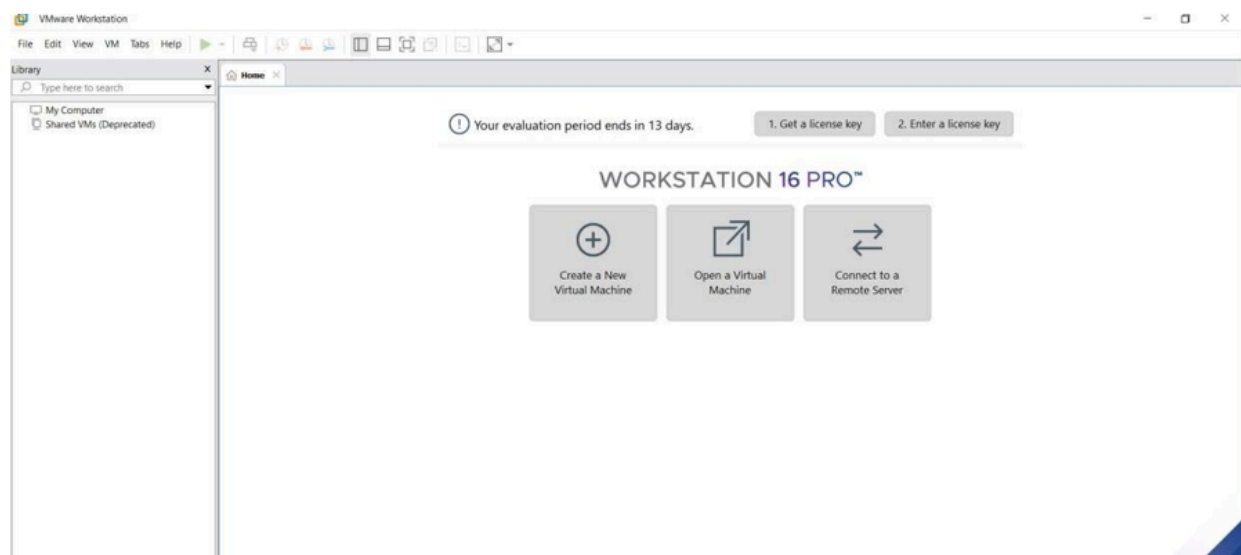 VMware Workstation
File Edit View VM Tabs Help
Library X
Home
Type here to search
My Computer
Shared VMs (Deprecated)
Your evaluation period ends in 13 days.
1. Get a license key
2. Enter a license key
WORKSTATION 16 PRO™
Create a New
Virtual Machine
Open a Virtual
Machine
Connect to a
Remote Server